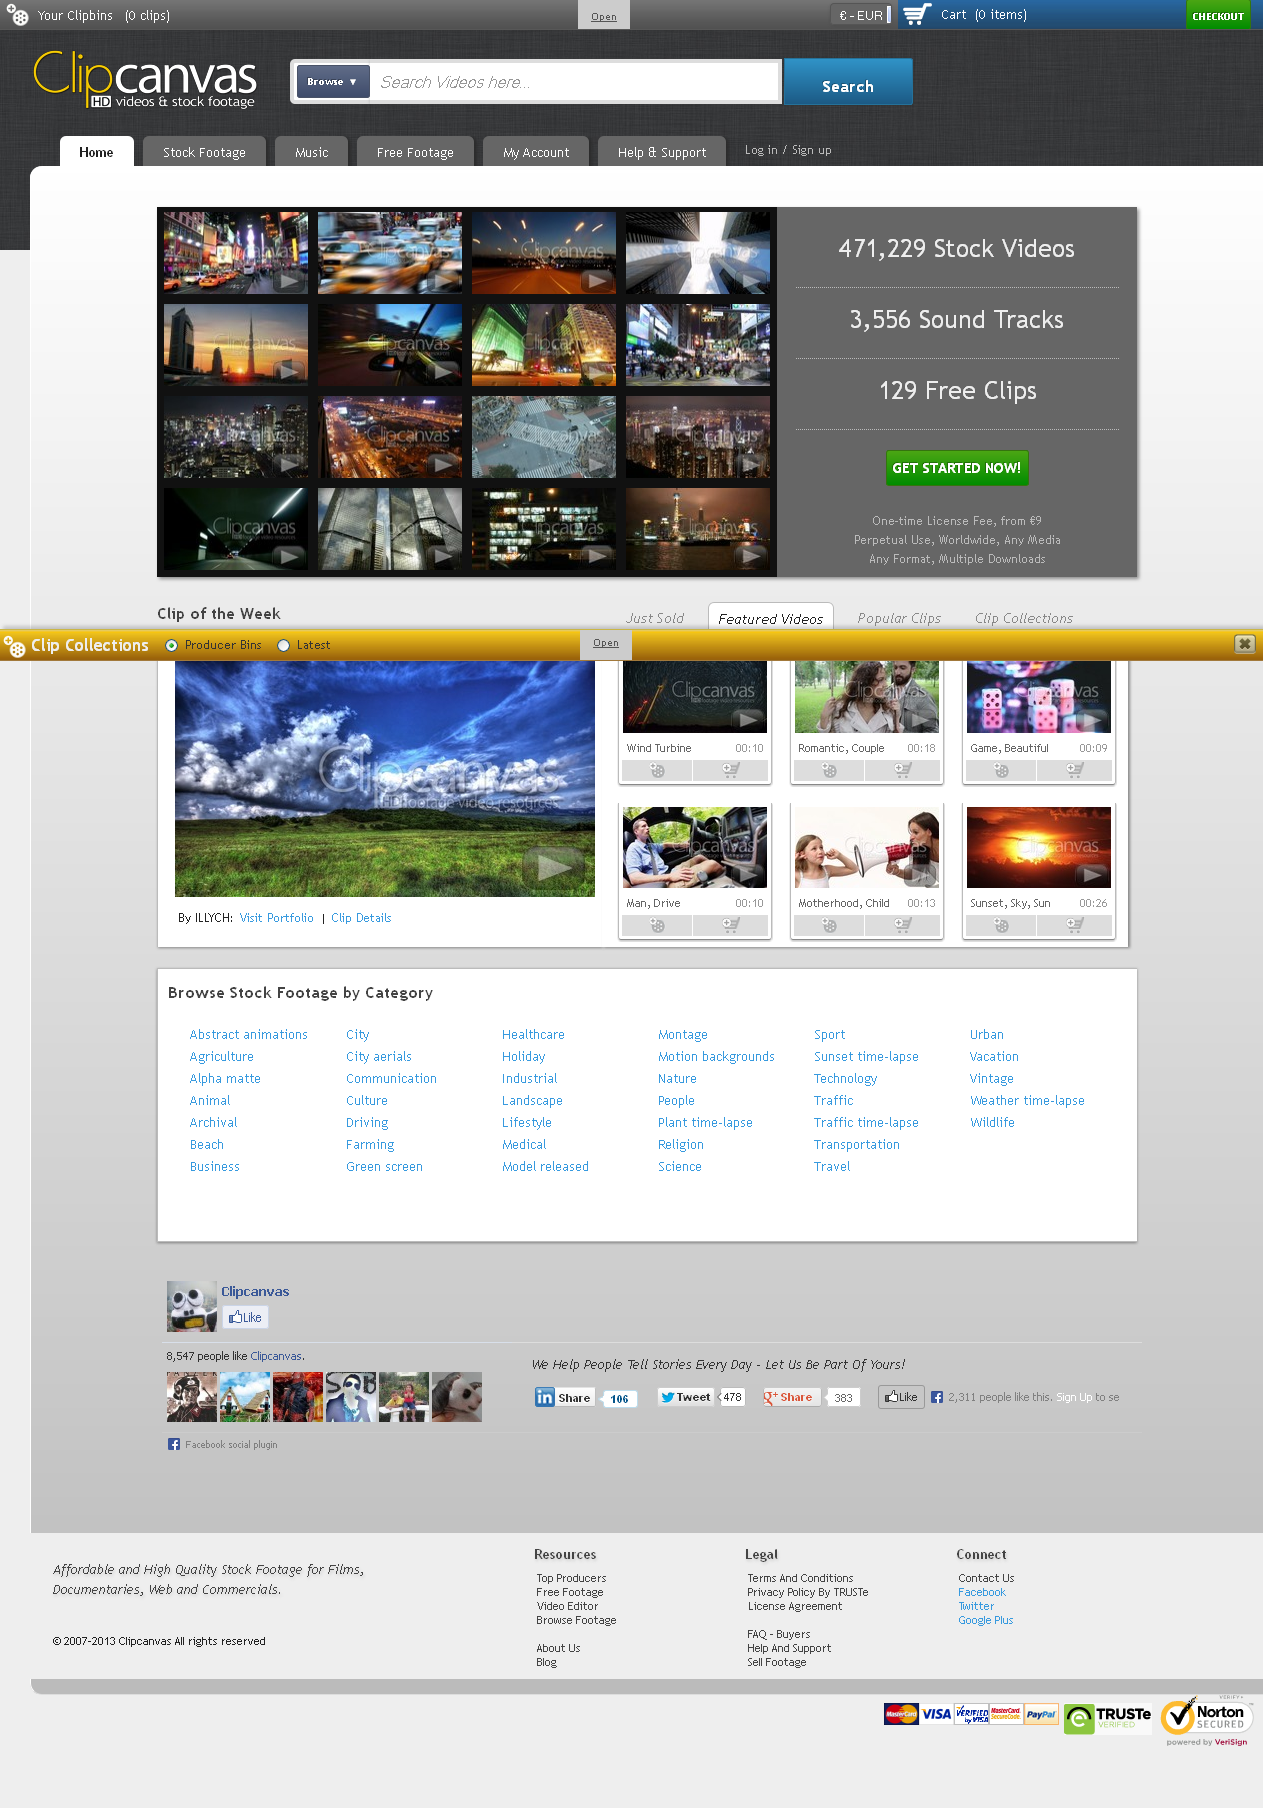 Your Clipbins (0 clips)
Open
€ - EUR
Cart (0 items)
CHECKOUT
Clipcanvas
HD videos & stock footage
Browse ▼
Search Videos here...
Search
Home
Stock Footage
Music
Free Footage
My Account
Help & Support
Log in / Sign up
471,229 Stock Videos
3,556 Sound Tracks
129 Free Clips
GET STARTED NOW!
One-time License Fee, from €9
Perpetual Use, Worldwide, Any Media
Any Format, Multiple Downloads
Clip of the Week
Just Sold
Featured Videos
Popular Clips
Clip Collections
Clip Collections
Producer Bins
Latest
Open
Clipcanvas
HD footage video resources
Wind Turbine 00:10
Romantic, Couple 00:18
Game, Beautiful 00:09
Man, Drive 00:10
Motherhood, Child 00:13
Sunset, Sky, Sun 00:26
By ILLYCH: Visit Portfolio | Clip Details
Browse Stock Footage by Category
Abstract animations
Agriculture
Alpha matte
Animal
Archival
Beach
Business
City
City aerials
Communication
Culture
Driving
Farming
Green screen
Healthcare
Holiday
Industrial
Landscape
Lifestyle
Medical
Model released
Montage
Motion backgrounds
Nature
People
Plant time-lapse
Religion
Science
Sport
Sunset time-lapse
Technology
Traffic
Traffic time-lapse
Transportation
Travel
Urban
Vacation
Vintage
Weather time-lapse
Wildlife
Clipcanvas
Like
8,547 people like Clipcanvas.
Facebook social plugin
We Help People Tell Stories Every Day - Let Us Be Part Of Yours!
in Share 106
Tweet 478
g+ Share 383
Like
2,311 people like this. Sign Up to se
Affordable and High Quality Stock Footage for Films,
Documentaries, Web and Commercials.
© 2007-2013 Clipcanvas All rights reserved
Resources
Top Producers
Free Footage
Video Editor
Browse Footage
About Us
Blog
Legal
Terms And Conditions
Privacy Policy By TRUSTe
License Agreement
FAQ - Buyers
Help And Support
Sell Footage
Connect
Contact Us
Facebook
Twitter
Google Plus
MasterCard
VISA
VERIFIED by VISA
MasterCard. SecureCode.
PayPal
TRUSTe
VERIFIED
Norton
SECURED
powered by VeriSign